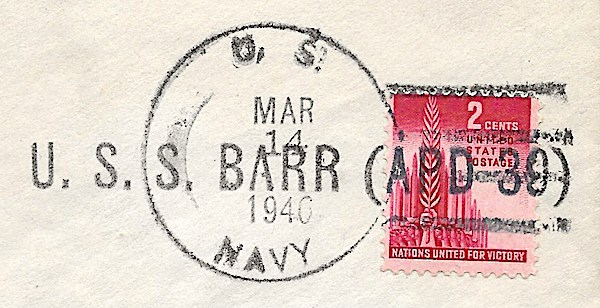 U. S.
MAR
14
1946
NAVY
U. S. S. BARR (APD-39)
2 CENTS
UNITED
STATES
POSTAGE
NATIONS UNITED FOR VICTORY